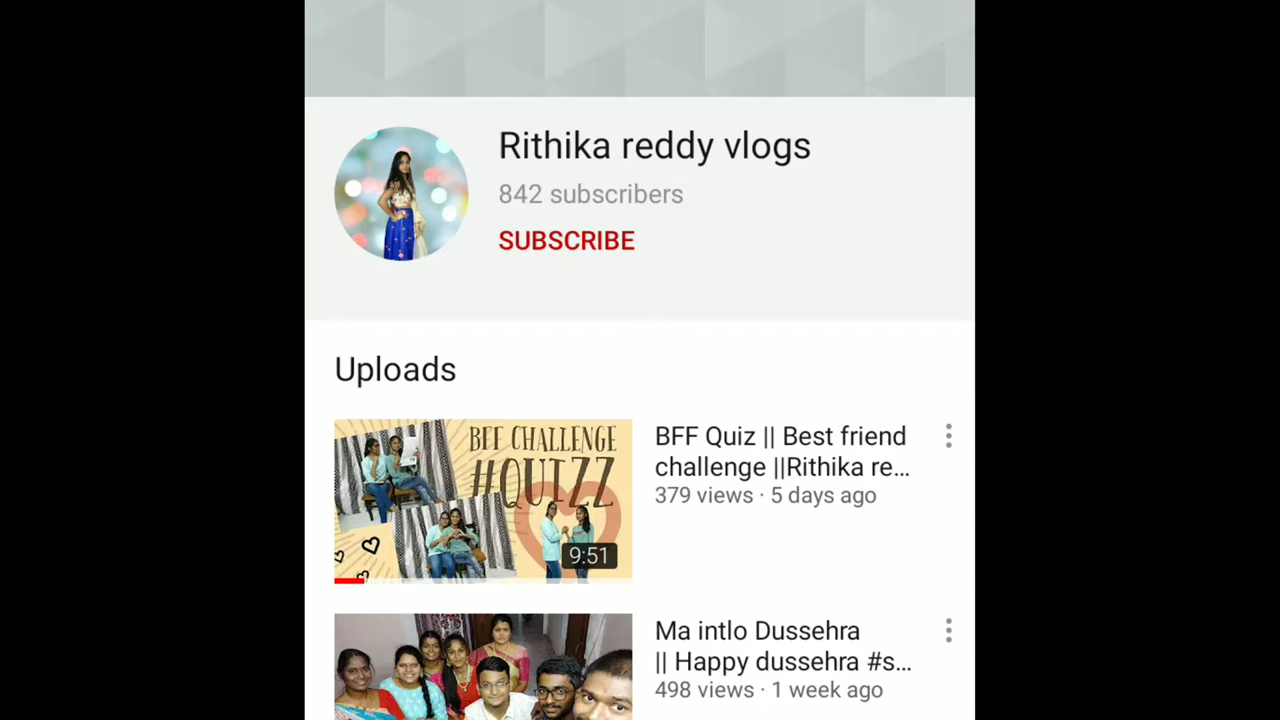 Rithika reddy vlogs
842 subscribers
SUBSCRIBE
Uploads
BFF CHALLENGE
#QUIZZ
9:51
BFF Quiz || Best friend
challenge ||Rithika re...
379 views · 5 days ago
Ma intlo Dussehra
|| Happy dussehra #s...
498 views · 1 week ago